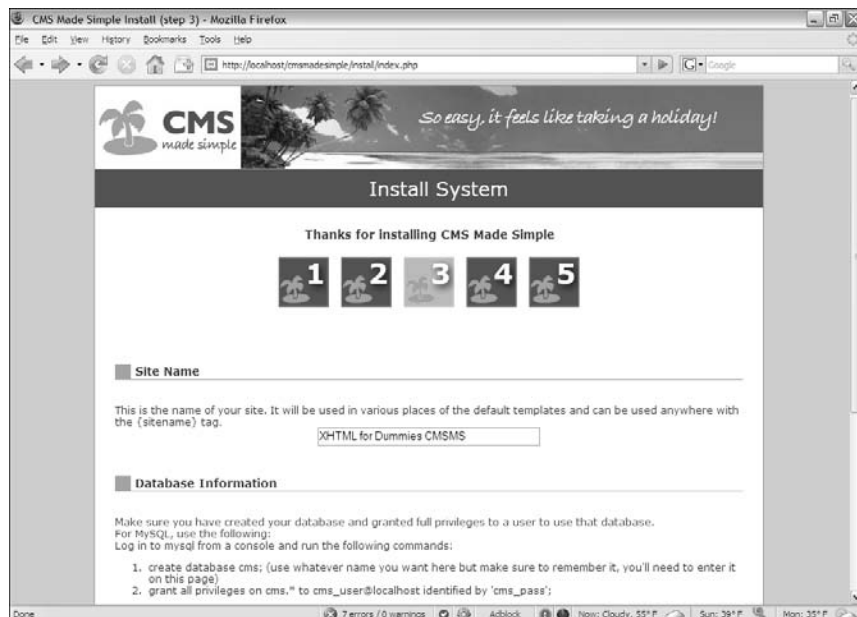 CMS Made Simple Install (step 3) - Mozilla Firefox
File Edit View History Bookmarks Tools Help
http://localhost/cmsmadesimple/install/index.php
G Google
CMS
made simple
So easy, it feels like taking a holiday!
Install System
Thanks for installing CMS Made Simple
1 2 3 4 5
Site Name
This is the name of your site. It will be used in various places of the default templates and can be used anywhere with
the {sitename} tag.
XHTML for Dummies CMSMS
Database Information
Make sure you have created your database and granted full privileges to a user to use that database.
For MySQL, use the following:
Log in to mysql from a console and run the following commands:
1. create database cms; (use whatever name you want here but make sure to remember it, you'll need to enter it
on this page)
2. grant all privileges on cms.* to cms_user@localhost identified by 'cms_pass';
Done 7 errors / 0 warnings Adblock Now: Cloudy, 55° F Sun: 39° F Mon: 35° F